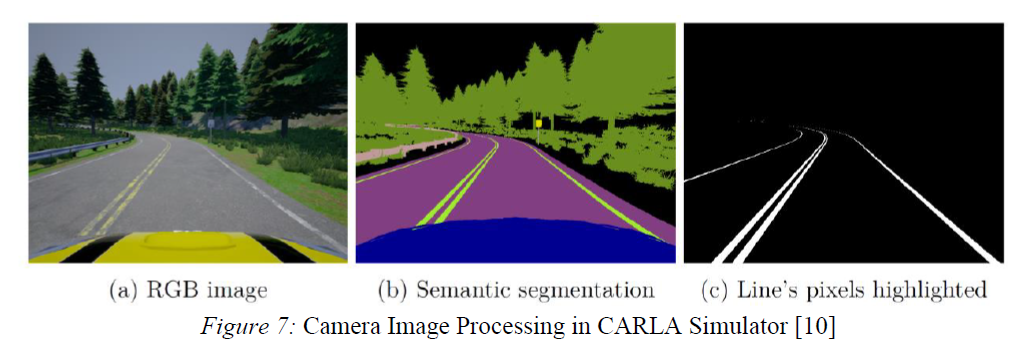 (a) RGB image
(b) Semantic segmentation
(c) Line's pixels highlighted
Figure 7: Camera Image Processing in CARLA Simulator [10]